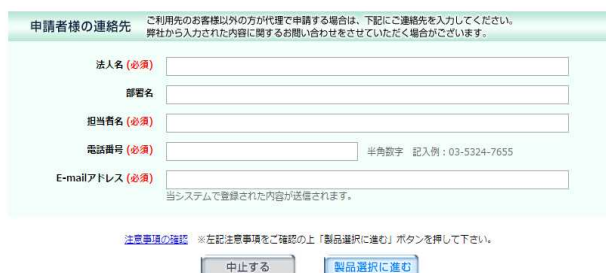 申請者様の連絡先
ご利用先のお客様以外の方が代理で申請する場合は、下記にご連絡先を入力してください。
弊社から入力された内容に関するお問い合わせをさせていただく場合がございます。
法人名 (必須)
部署名
担当者名 (必須)
電話番号 (必須) 半角数字 記入例：03-5324-7655
E-mailアドレス (必須)
当システムで登録された内容が送信されます。
注意事項の確認 ※左記注意事項をご確認の上「製品選択に進む」ボタンを押して下さい。
中止する 製品選択に進む